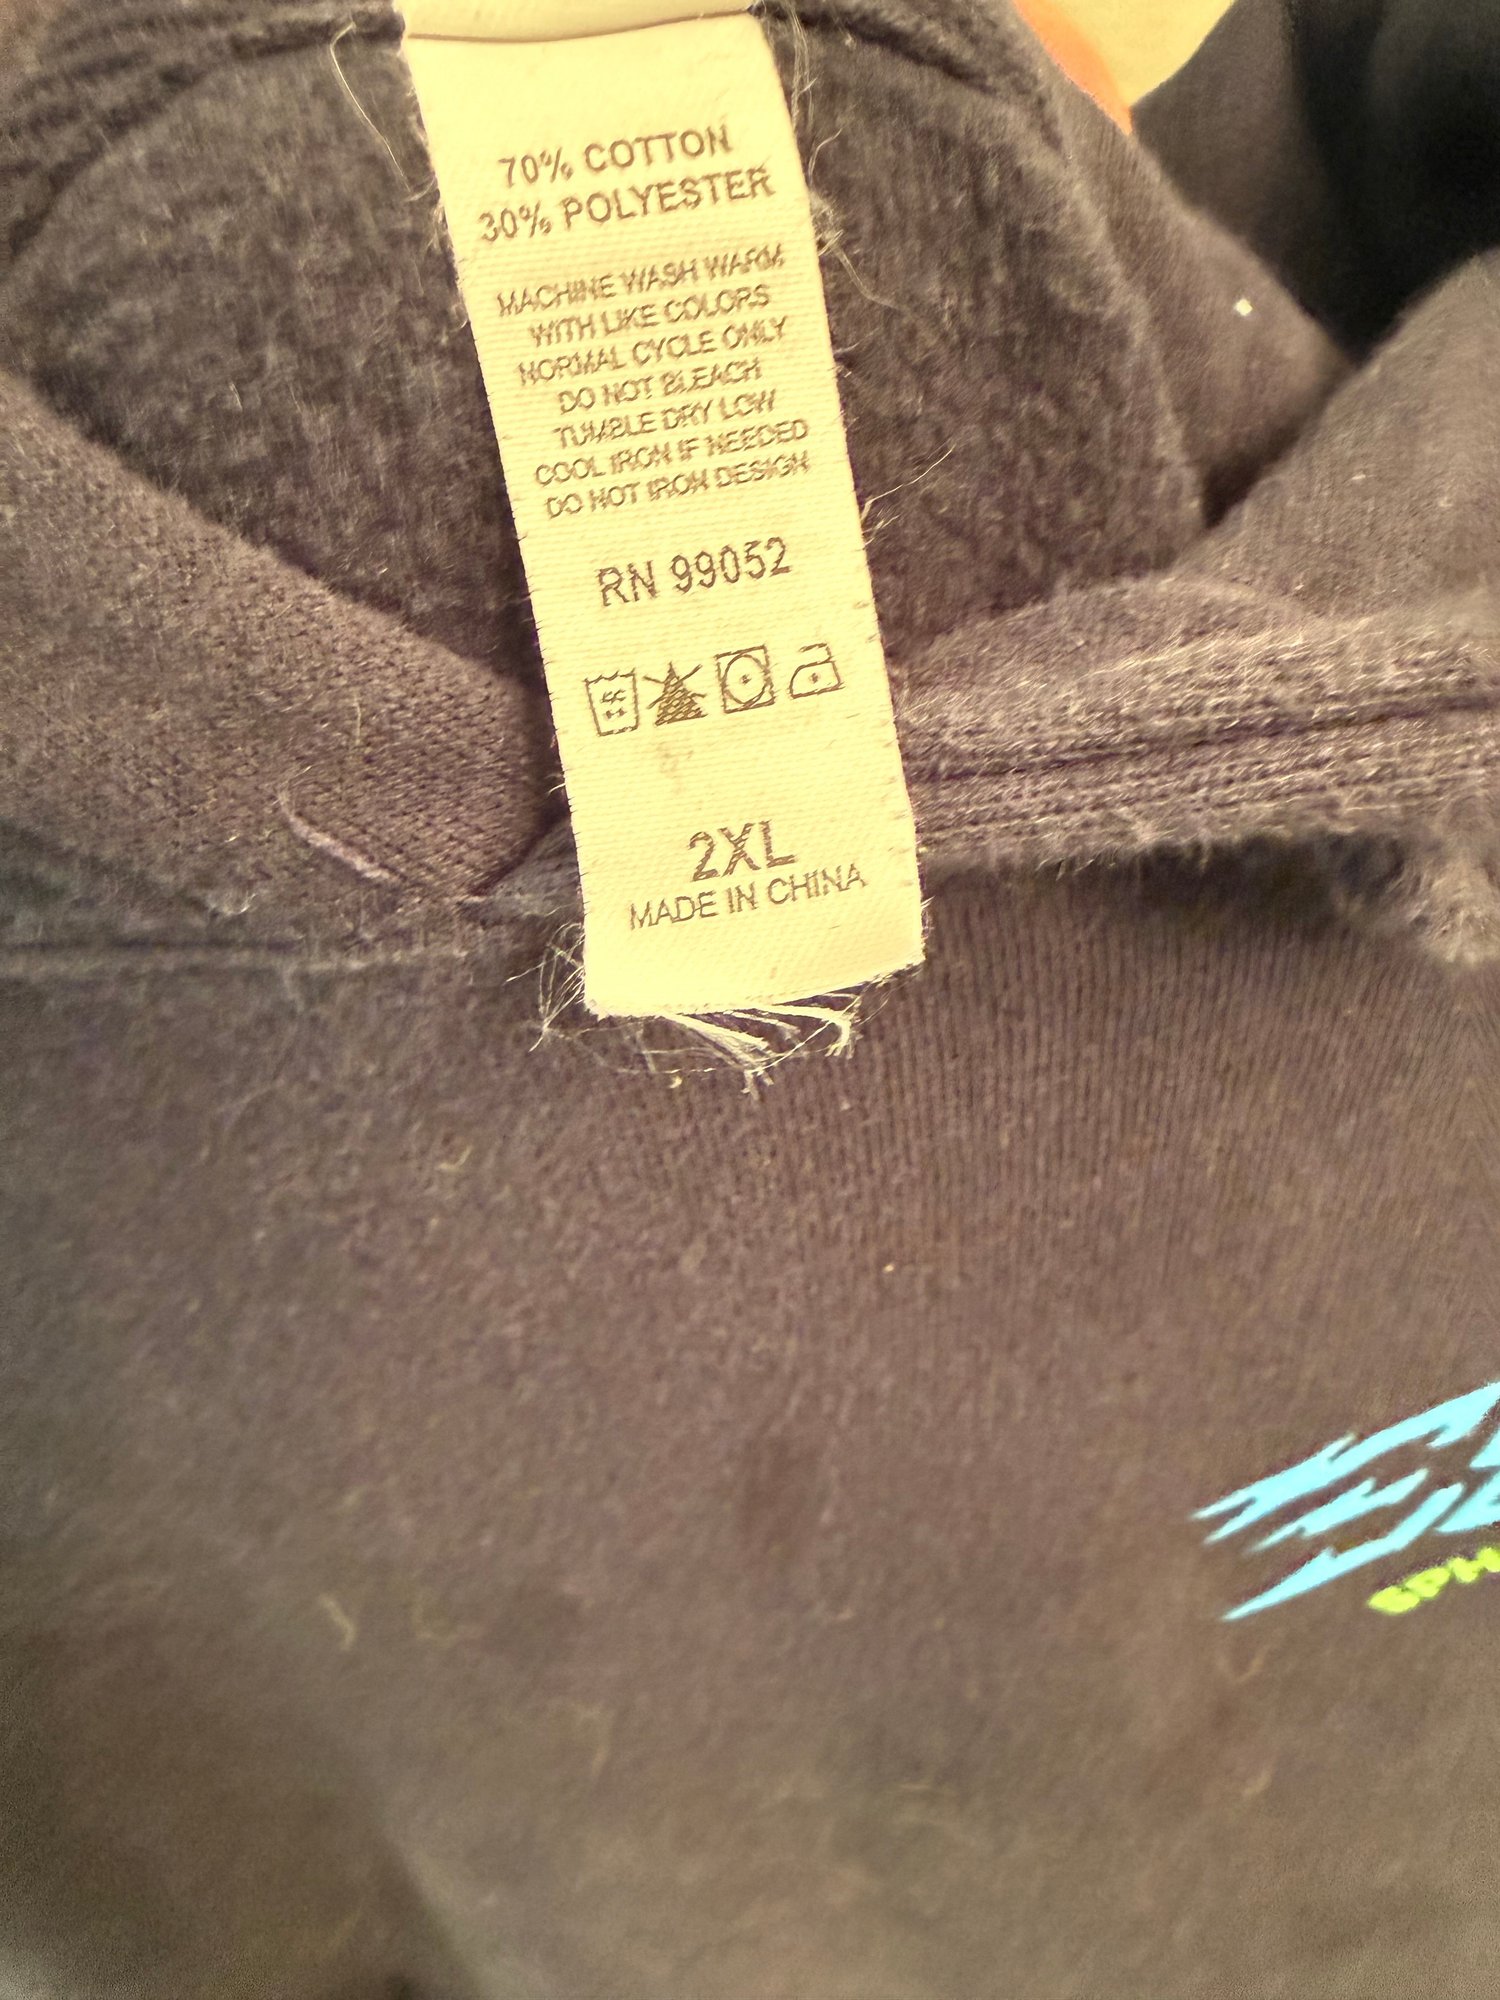 70% COTTON
30% POLYESTER
MACHINE WASH WARM
WITH LIKE COLORS
NORMAL CYCLE ONLY
DO NOT BLEACH
TUMBLE DRY LOW
COOL IRON IF NEEDED
DO NOT IRON DESIGN
RN 99052
2XL
MADE IN CHINA